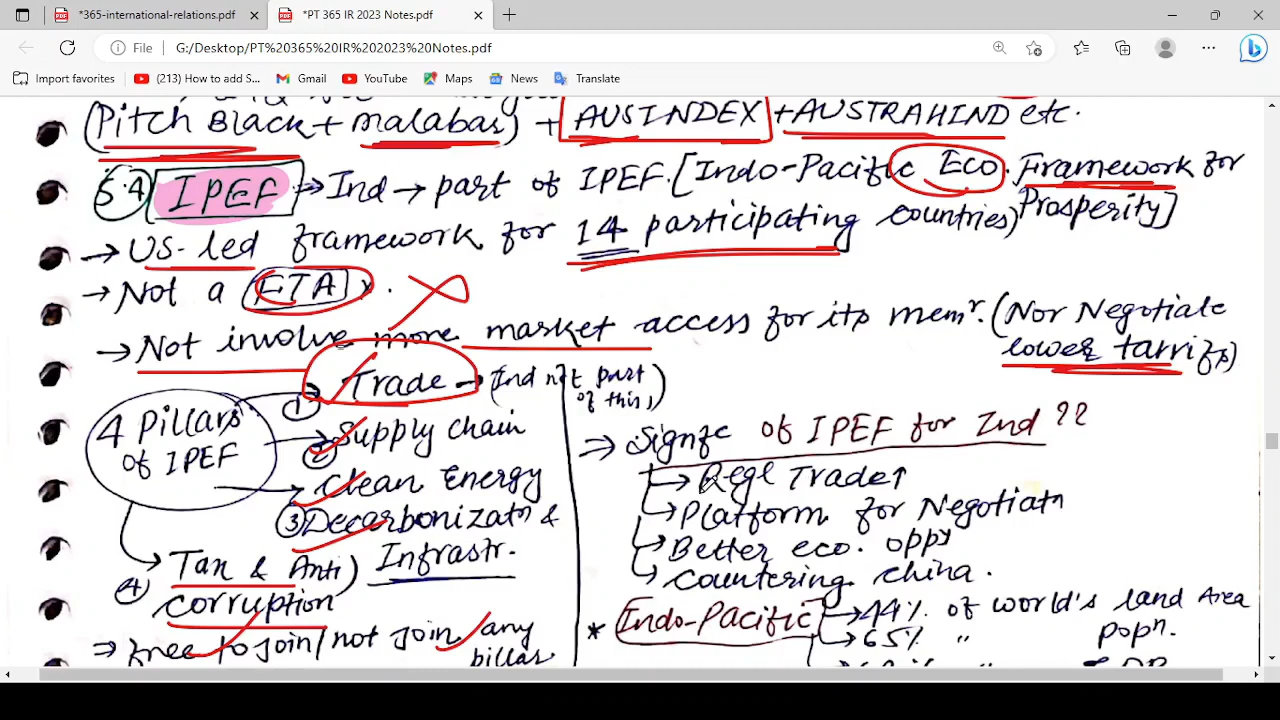 *365-international-relations.pdf
*PT 365 IR 2023 Notes.pdf
File G:/Desktop/PT%20365%20IR%202023%20Notes.pdf
Import favorites (213) How to add S... Gmail YouTube Maps News Translate
(Pitch Black + malabar) + AUSINDEX + AUSTRAHIND etc.
5.4 IPEF → Ind → part of IPEF. [Indo-Pacific Eco. Framework for Prosperity]
→ US-led framework for 14 participating countries)
→ Not a FTA x.
→ Not involve more market access for its memr. (Nor Negotiate lower tarrifs)
4 Pillars of IPEF
① Trade → (Ind not part of this)
② Supply chain
→ Clean Energy
③ Decarbonizatn & Infrastr.
④ Tax & Anti) corruption
⇒ free to join/not join any pillar
⇒ Signfc of IPEF for Ind ??
→ Regl Trade↑
→ Platform for Negotiatn
→ Better eco. oppy
→ countering china.
* Indo-Pacific → 44% of world's land Area
→ 65% " popn.